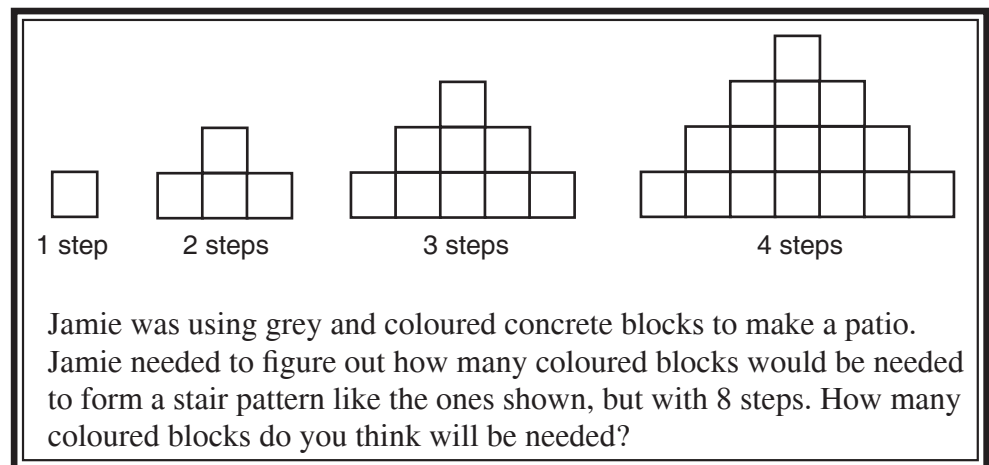 1 step
2 steps
3 steps
4 steps
Jamie was using grey and coloured concrete blocks to make a patio.
Jamie needed to figure out how many coloured blocks would be needed
to form a stair pattern like the ones shown, but with 8 steps. How many
coloured blocks do you think will be needed?